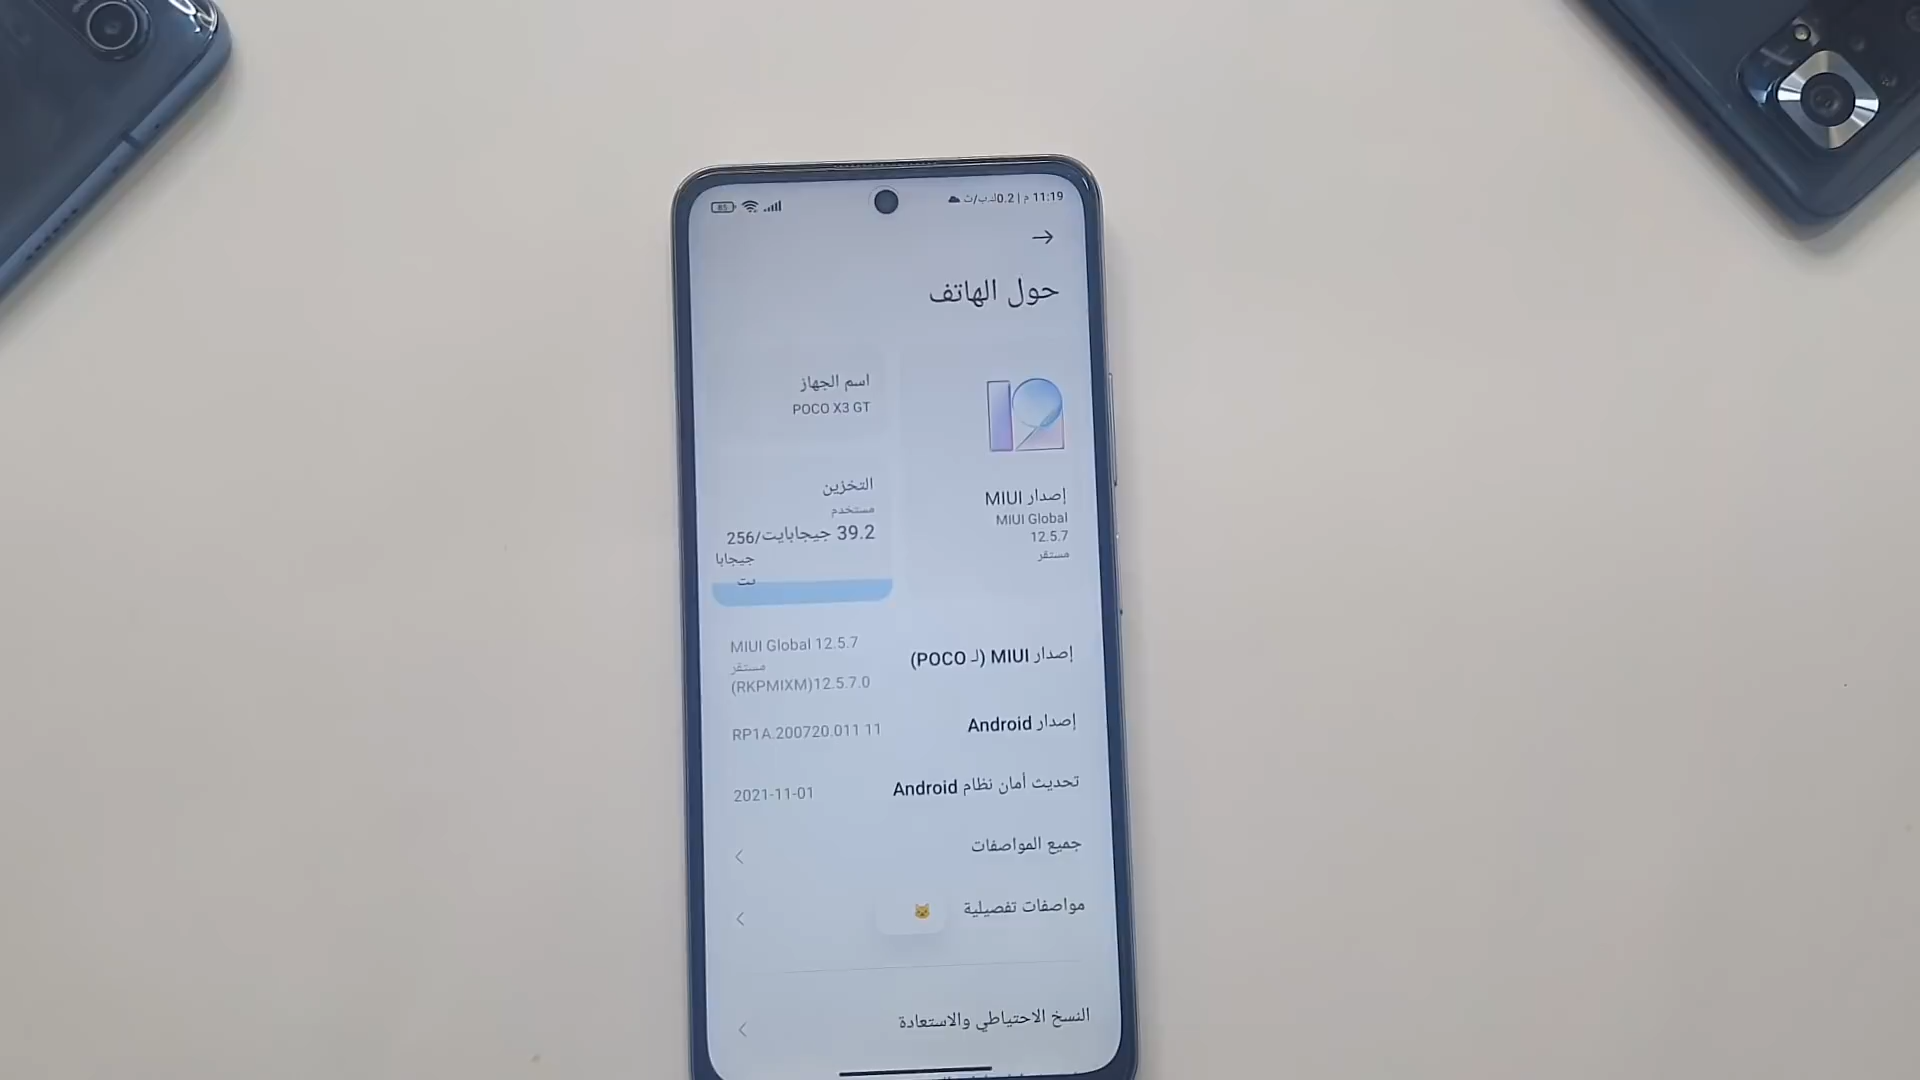 11:19 م | 0.2ك.ب/ث
85
حول الهاتف
إصدار MIUI
MIUI Global
12.5.7
مستقر
اسم الجهاز
POCO X3 GT
التخزين
مستخدم
39.2 جيجابايت/256
جيجابا
يت
إصدار MIUI (لـ POCO)
MIUI Global 12.5.7
مستقر
12.5.7.0(RKPMIXM)
إصدار Android
11 RP1A.200720.011
تحديث أمان نظام Android
2021-11-01
جميع المواصفات
مواصفات تفصيلية
النسخ الاحتياطي والاستعادة